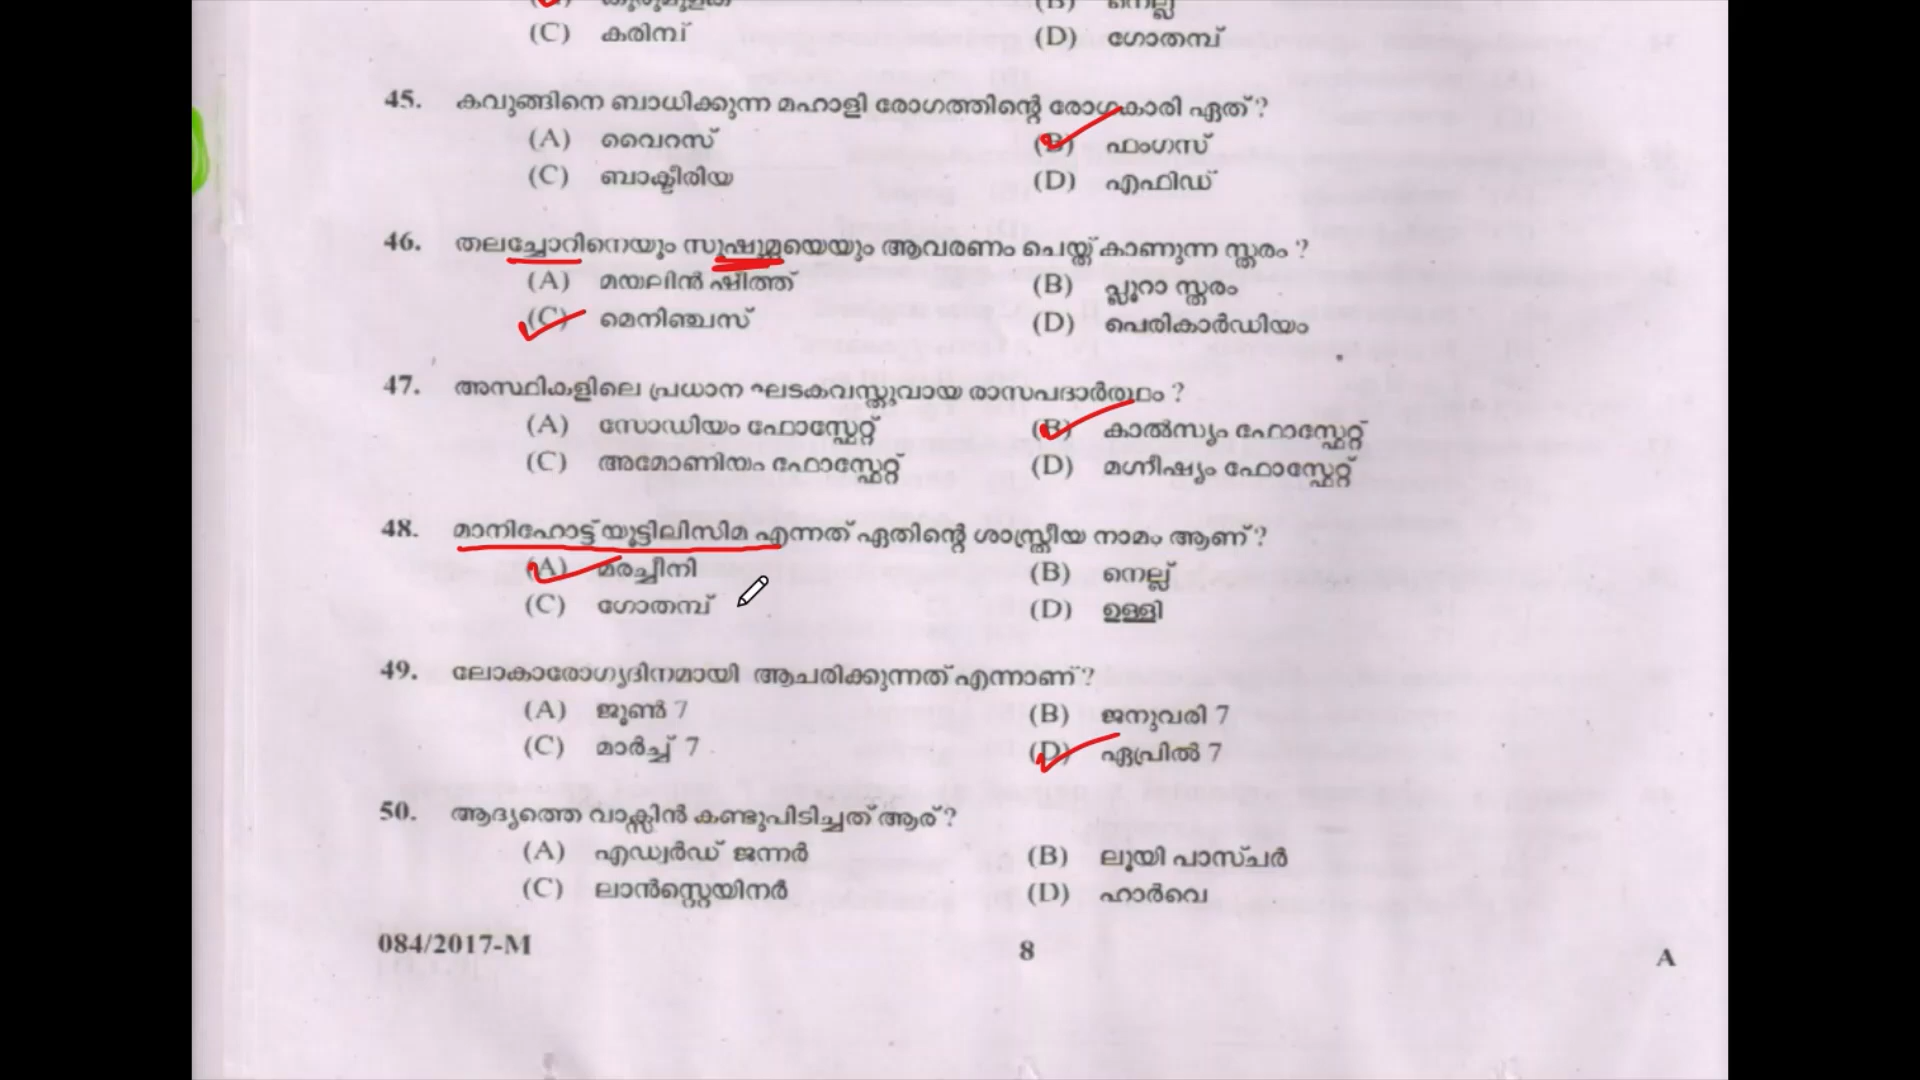 (B) നെല്ല്
(C) കരിമ്പ് (D) ഗോതമ്പ്
45. കവുങ്ങിനെ ബാധിക്കുന്ന മഹാളി രോഗത്തിന്റെ രോഗകാരി ഏത് ?
(A) വൈറസ് (B) ഫംഗസ്
(C) ബാക്ടീരിയ (D) എഫിഡ്
46. തലച്ചോറിനെയും സുഷുമ്നയെയും ആവരണം ചെയ്ത് കാണുന്ന സ്തരം ?
(A) മയലിൻ ഷീത്ത് (B) പ്ലൂറാ സ്തരം
(C) മെനിഞ്ചസ് (D) പെരികാർഡിയം
47. അസ്ഥികളിലെ പ്രധാന ഘടകവസ്തുവായ രാസപദാർത്ഥം ?
(A) സോഡിയം ഫോസ്ഫേറ്റ് (B) കാൽസ്യം ഫോസ്ഫേറ്റ്
(C) അമോണിയം ഫോസ്ഫേറ്റ് (D) മഗ്നീഷ്യം ഫോസ്ഫേറ്റ്
48. മാനിഹോട്ട് യൂട്ടിലിസിമ എന്നത് ഏതിന്റെ ശാസ്ത്രീയ നാമം ആണ് ?
(A) മരച്ചീനി (B) നെല്ല്
(C) ഗോതമ്പ് (D) ഉള്ളി
49. ലോകാരോഗ്യദിനമായി ആചരിക്കുന്നത് എന്നാണ് ?
(A) ജൂൺ 7 (B) ജനുവരി 7
(C) മാർച്ച് 7 (D) ഏപ്രിൽ 7
50. ആദ്യത്തെ വാക്സിൻ കണ്ടുപിടിച്ചത് ആര് ?
(A) എഡ്വർഡ് ജന്നർ (B) ലൂയി പാസ്ചർ
(C) ലാൻസ്റ്റെയിനർ (D) ഹാർവെ
084/2017-M 8 A